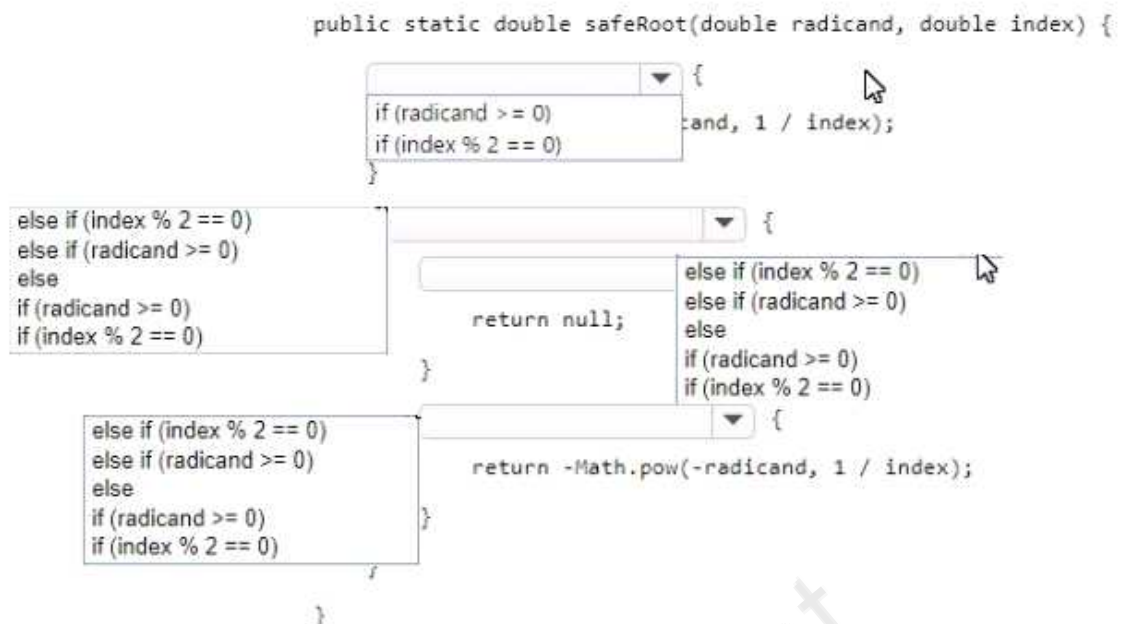 public static double safeRoot(double radicand, double index) {
{
if (radicand >= 0)
if (index % 2 == 0)
1 / index);
}
{
else if (index % 2 == 0)
else if (radicand >= 0)
else
if (radicand >= 0)
if (index % 2 == 0)
else if (index % 2 == 0)
else if (radicand >= 0)
else
if (radicand >= 0)
if (index % 2 == 0)
return null;
}
{
else if (index % 2 == 0)
else if (radicand >= 0)
else
if (radicand >= 0)
if (index % 2 == 0)
return -Math.pow(-radicand, 1 / index);
}
}